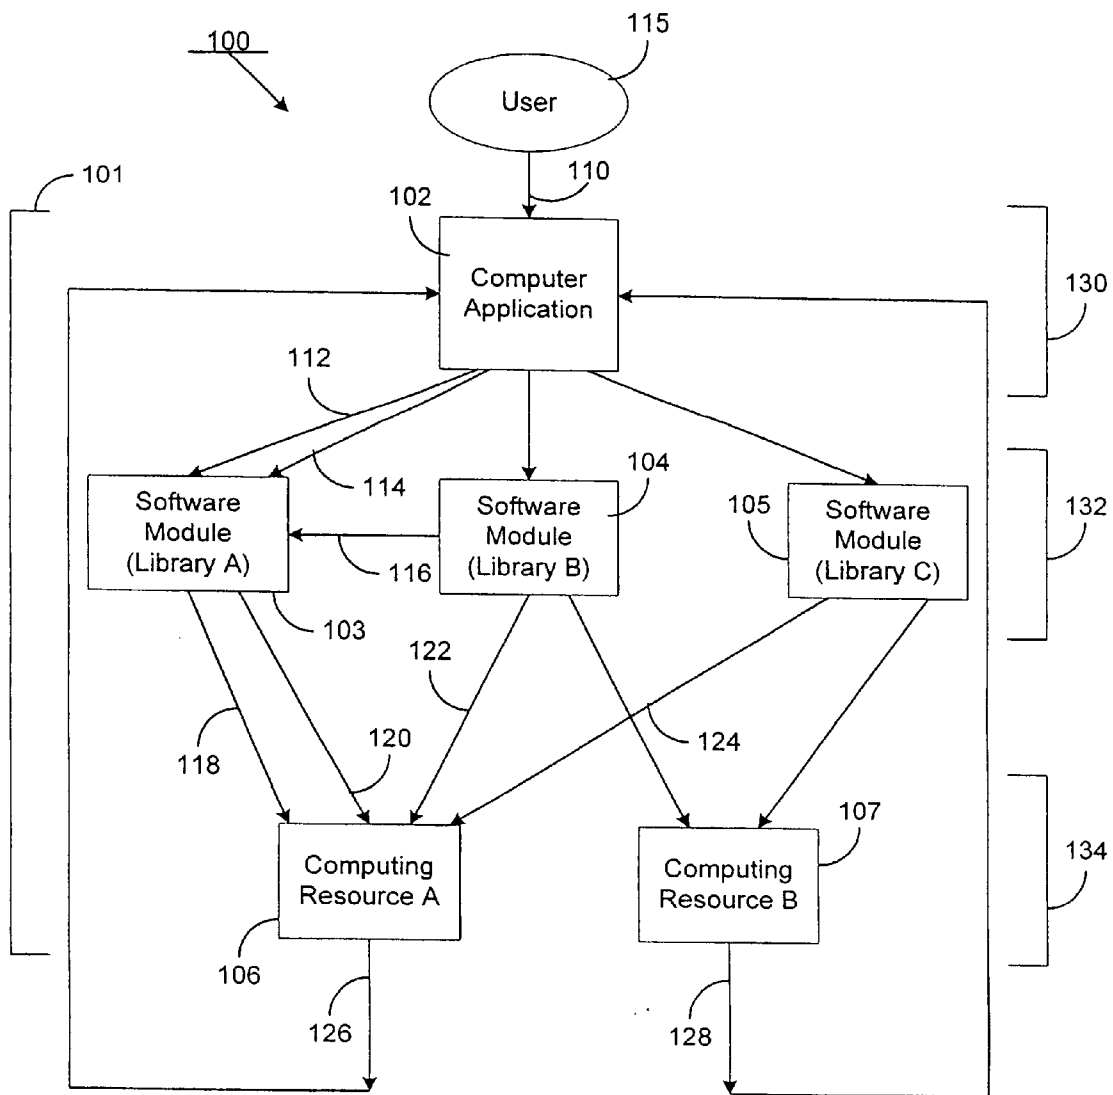 100
115
User
101
110
102
Computer
Application
130
112
114
104
132
Software
Module
(Library A)
Software
Module
(Library B)
105
Software
Module
(Library C)
116
103
122
118
120
124
107
134
Computing
Resource A
Computing
Resource B
106
126
128